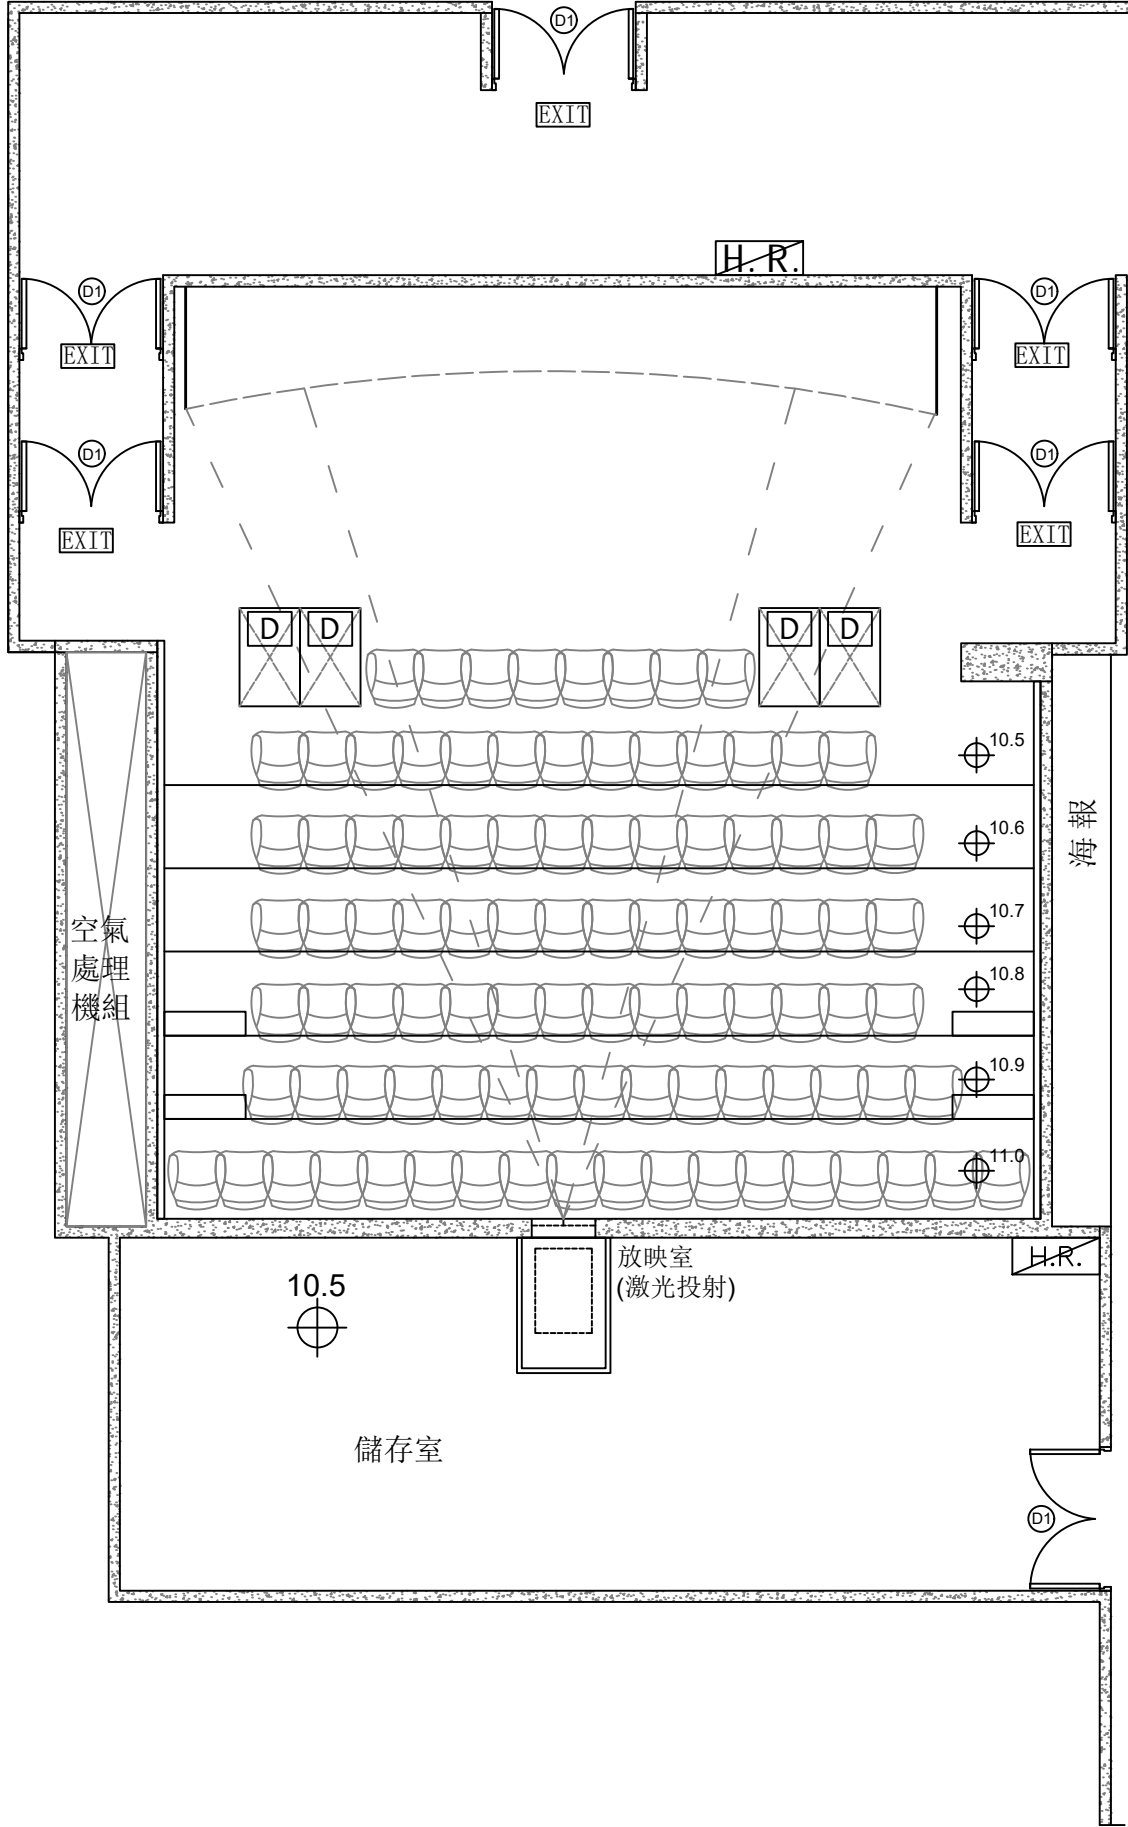 D1
EXIT
H.R.
D1
EXIT
D1
EXIT
D1
EXIT
D1
EXIT
D
D
D
D
10.5
10.6
10.7
10.8
10.9
11.0
海報
空氣
處理
機組
放映室
(激光投射)
H.R.
10.5
儲存室
D1